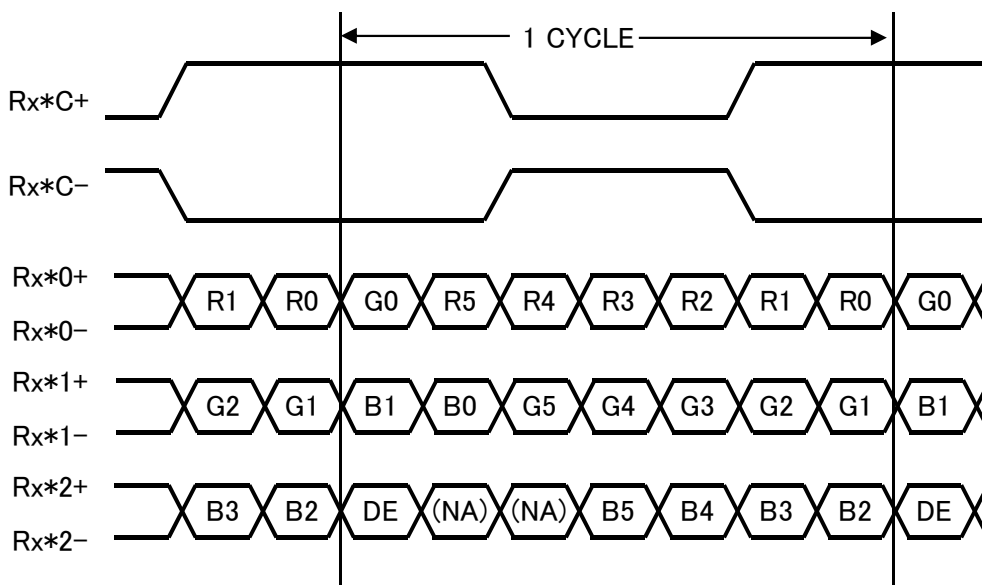 1 CYCLE
Rx*C+
Rx*C-
Rx*0+
R1 R0 G0 R5 R4 R3 R2 R1 R0 G0
Rx*0-
Rx*1+
G2 G1 B1 B0 G5 G4 G3 G2 G1 B1
Rx*1-
Rx*2+
B3 B2 DE (NA) (NA) B5 B4 B3 B2 DE
Rx*2-